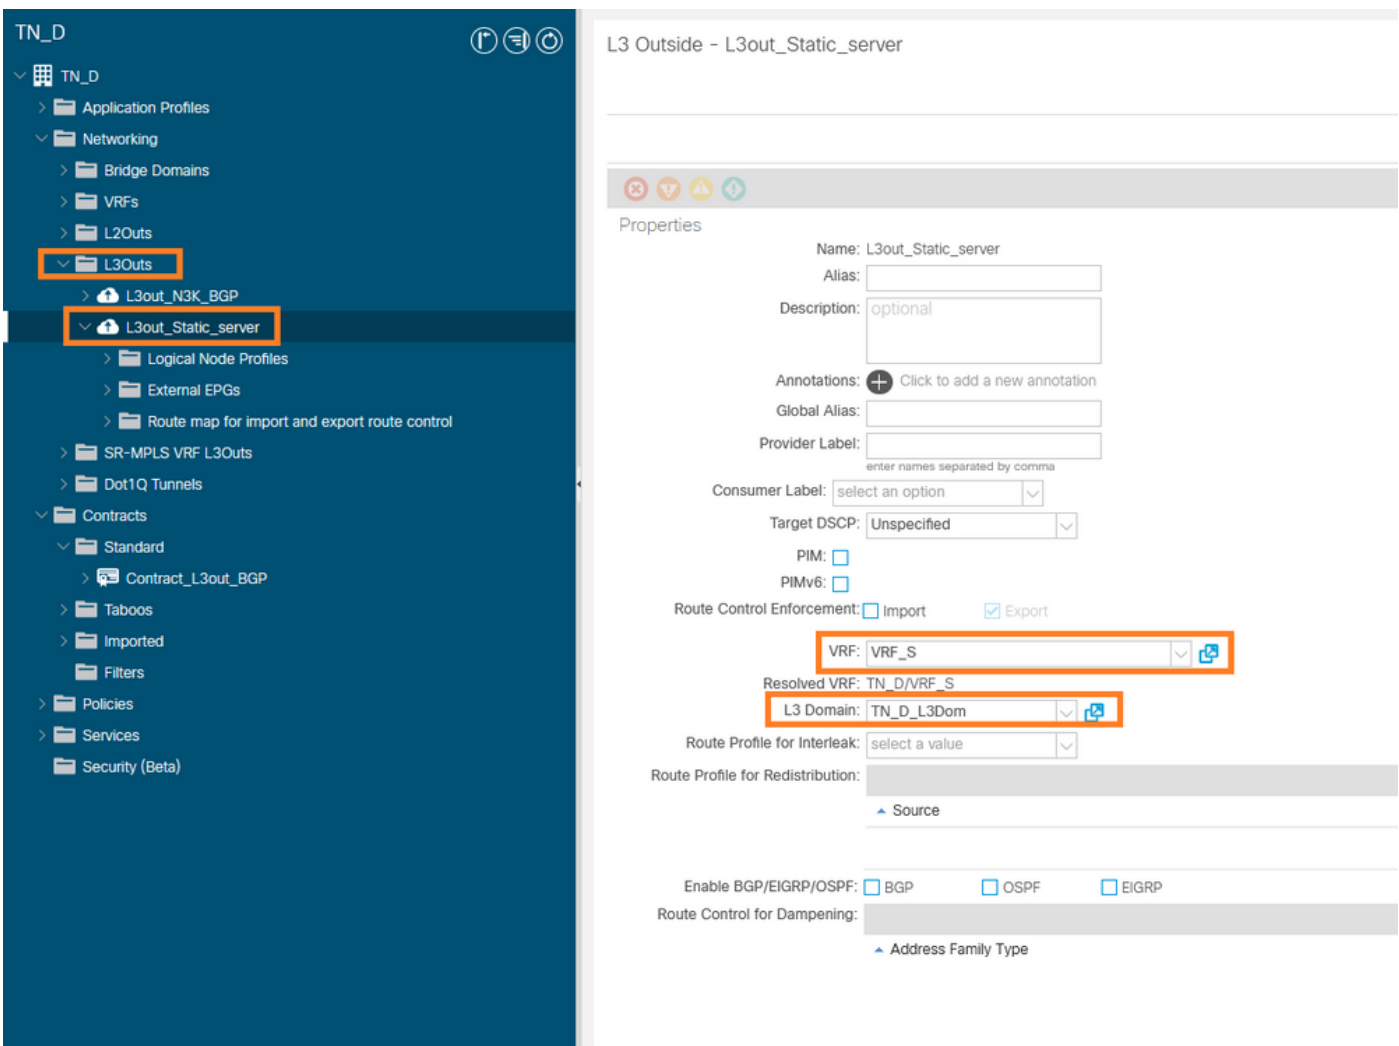 TN_D
TN_D
Application Profiles
Networking
Bridge Domains
VRFs
L2Outs
L3Outs
L3out_N3K_BGP
L3out_Static_server
Logical Node Profiles
External EPGs
Route map for import and export route control
SR-MPLS VRF L3Outs
Dot1Q Tunnels
Contracts
Standard
Contract_L3out_BGP
Taboos
Imported
Filters
Policies
Services
Security (Beta)
L3 Outside - L3out_Static_server
Properties
Name: L3out_Static_server
Alias:
Description: optional
Annotations: Click to add a new annotation
Global Alias:
Provider Label:
enter names separated by comma
Consumer Label: select an option
Target DSCP: Unspecified
PIM:
PIMv6:
Route Control Enforcement: Import Export
VRF: VRF_S
Resolved VRF: TN_D/VRF_S
L3 Domain: TN_D_L3Dom
Route Profile for Interleak: select a value
Route Profile for Redistribution:
Source
Enable BGP/EIGRP/OSPF: BGP OSPF EIGRP
Route Control for Dampening:
Address Family Type